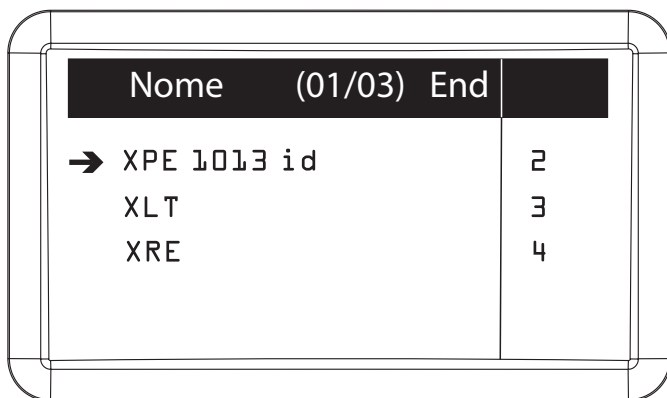 Nome (01/03) End
→ XPE 1013 id 2
XLT 3
XRE 4